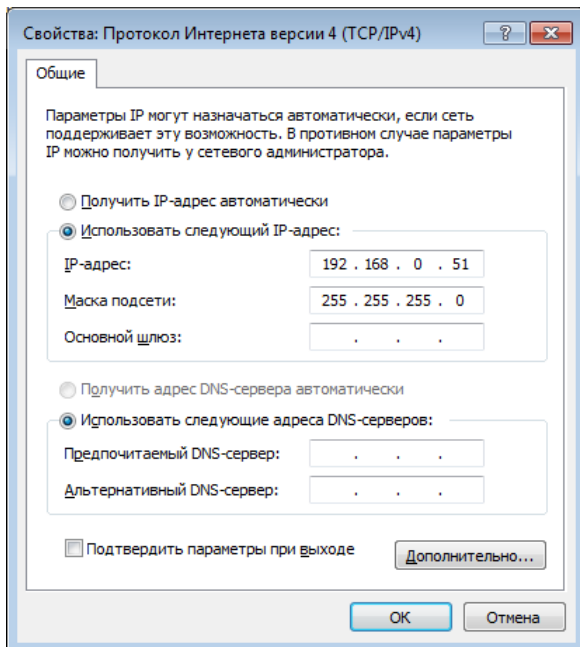 Свойства: Протокол Интернета версии 4 (TCP/IPv4)
Общие
Параметры IP могут назначаться автоматически, если сеть
поддерживает эту возможность. В противном случае параметры
IP можно получить у сетевого администратора.
Получить IP-адрес автоматически
Использовать следующий IP-адрес:
IP-адрес: 192 . 168 . 0 . 51
Маска подсети: 255 . 255 . 255 . 0
Основной шлюз: . . .
Получить адрес DNS-сервера автоматически
Использовать следующие адреса DNS-серверов:
Предпочитаемый DNS-сервер: . . .
Альтернативный DNS-сервер: . . .
Подтвердить параметры при выходе
Дополнительно...
ОК
Отмена